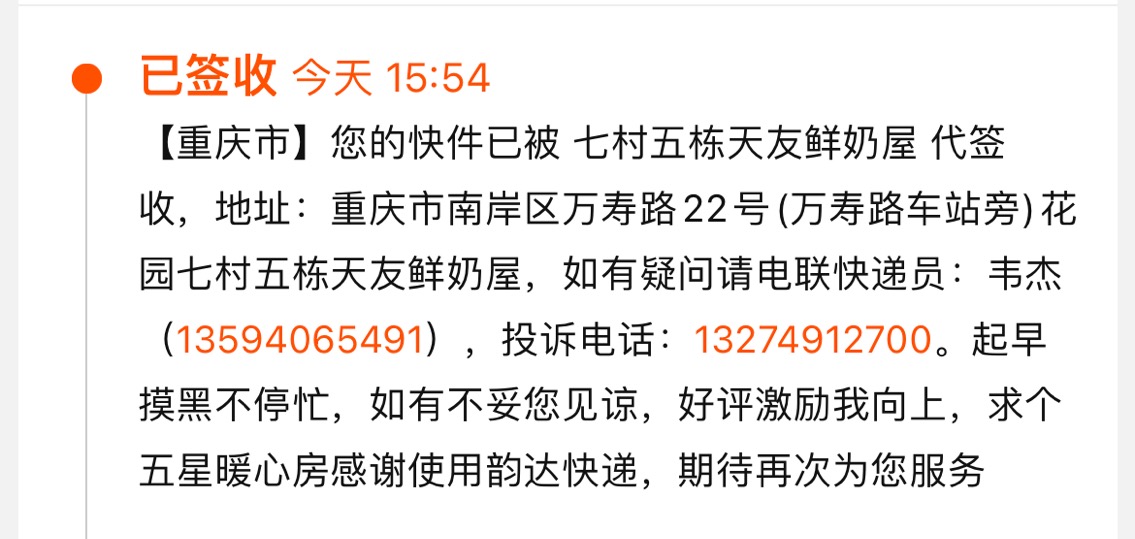 已签收 今天 15:54
【重庆市】您的快件已被 七村五栋天友鲜奶屋 代签
收，地址：重庆市南岸区万寿路22号(万寿路车站旁)花
园七村五栋天友鲜奶屋，如有疑问请电联快递员：韦杰
（13594065491），投诉电话：13274912700。起早
摸黑不停忙，如有不妥您见谅，好评激励我向上，求个
五星暖心房感谢使用韵达快递，期待再次为您服务